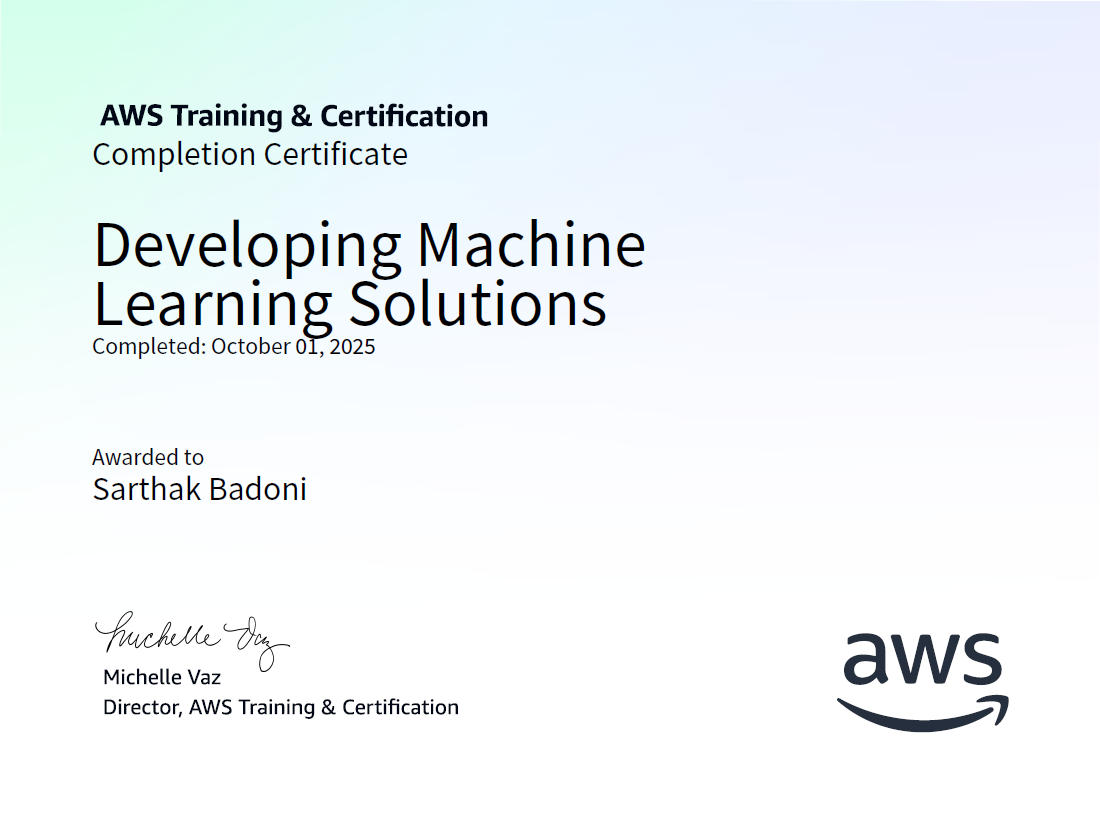 AWS Training & Certification
Completion Certificate
Developing Machine
Learning Solutions
Completed: October 01, 2025
Awarded to
Sarthak Badoni
Michelle Vaz
Michelle Vaz
Director, AWS Training & Certification
aws